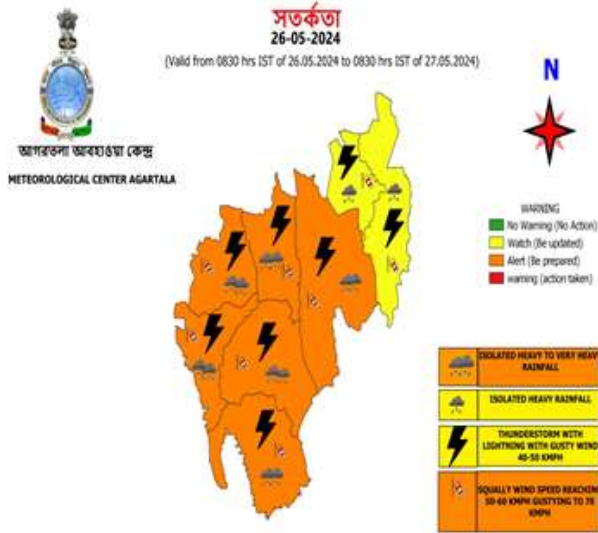 সতর্কতা
26-05-2024
(Valid from 0830 hrs IST of 26.05.2024 to 0830 hrs IST of 27.05.2024)
N
আগরতলা আবহাওয়া কেন্দ্র
METEOROLOGICAL CENTER AGARTALA
WARNING
No Warning (No Action)
Watch (Be updated)
Alert (Be prepared)
warning (action taken)
ISOLATED HEAVY TO VERY HEAVY
RAINFALL
ISOLATED HEAVY RAINFALL
THUNDERSTORM WITH
LIGHTNING WITH GUSTY WIND
40-50 KMPH
SQUALLY WIND SPEED REACHING
50-60 KMPH GUSTYING TO 70
KMPH